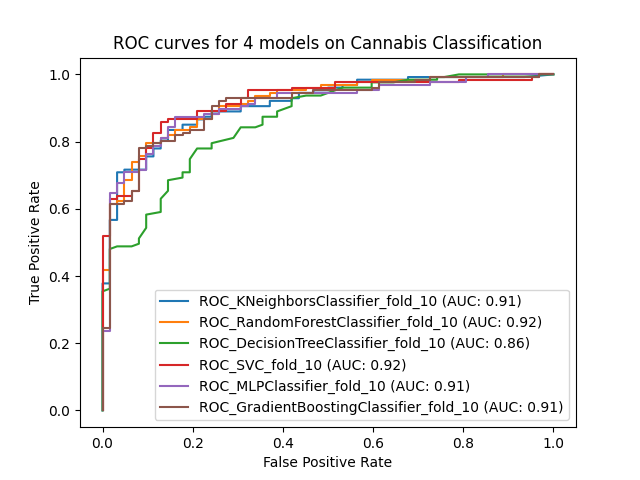 ROC curves for 4 models on Cannabis Classification
True Positive Rate
1.0
0.8
0.6
0.4
0.2
0.0
ROC_KNeighborsClassifier_fold_10 (AUC: 0.91)
ROC_RandomForestClassifier_fold_10 (AUC: 0.92)
ROC_DecisionTreeClassifier_fold_10 (AUC: 0.86)
ROC_SVC_fold_10 (AUC: 0.92)
ROC_MLPClassifier_fold_10 (AUC: 0.91)
ROC_GradientBoostingClassifier_fold_10 (AUC: 0.91)
0.0 0.2 0.4 0.6 0.8 1.0
False Positive Rate